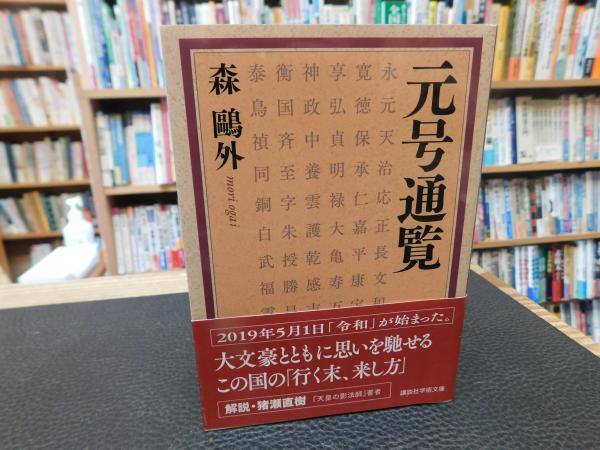 元号通覧
森鷗外
mori ogai
永元天治応正長文和
寛徳保承仁嘉平康
享弘貞明禄大亀寿
神政中養雲護乾感
衡国斉至字朱授勝
泰鳥禎同銅白武福
2019年5月1日「令和」が始まった。
大文豪とともに思いを馳せる
この国の「行く末、来し方」
解説・猪瀬直樹 『天皇の影法師』著者
講談社学術文庫